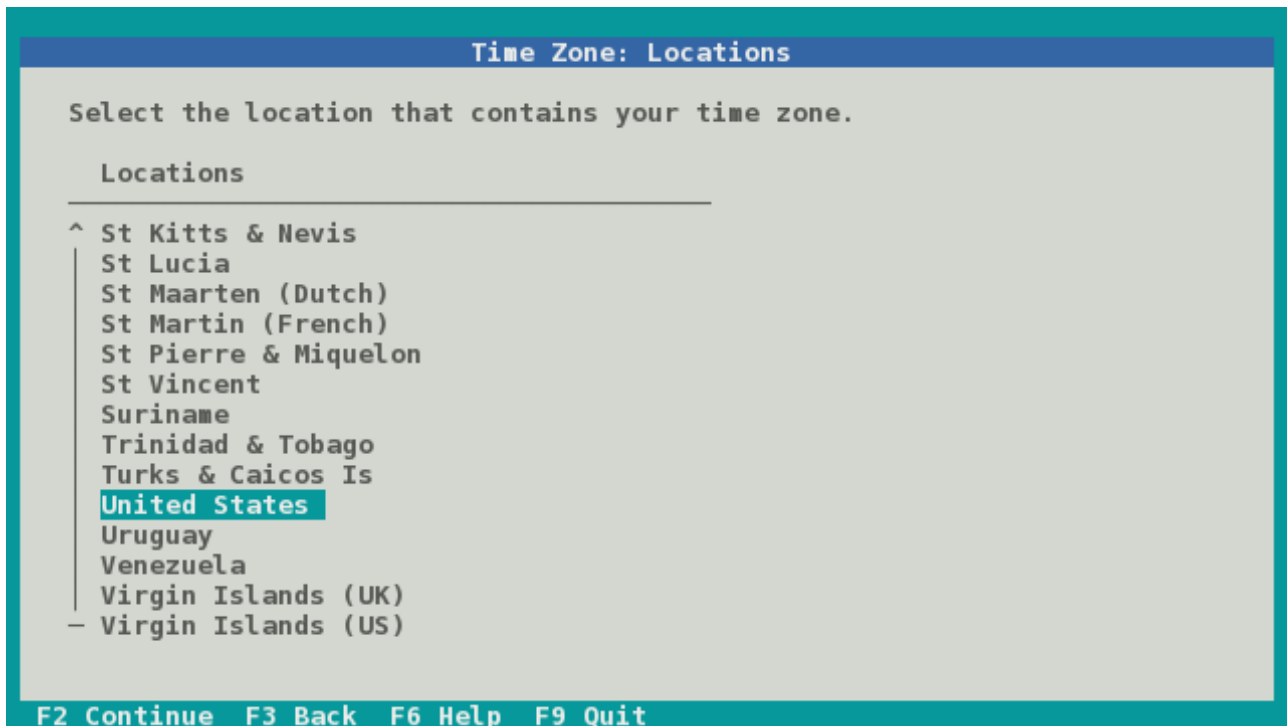 Time Zone: Locations
Select the location that contains your time zone.
Locations
^ St Kitts & Nevis
St Lucia
St Maarten (Dutch)
St Martin (French)
St Pierre & Miquelon
St Vincent
Suriname
Trinidad & Tobago
Turks & Caicos Is
United States
Uruguay
Venezuela
Virgin Islands (UK)
Virgin Islands (US)
F2 Continue F3 Back F6 Help F9 Quit